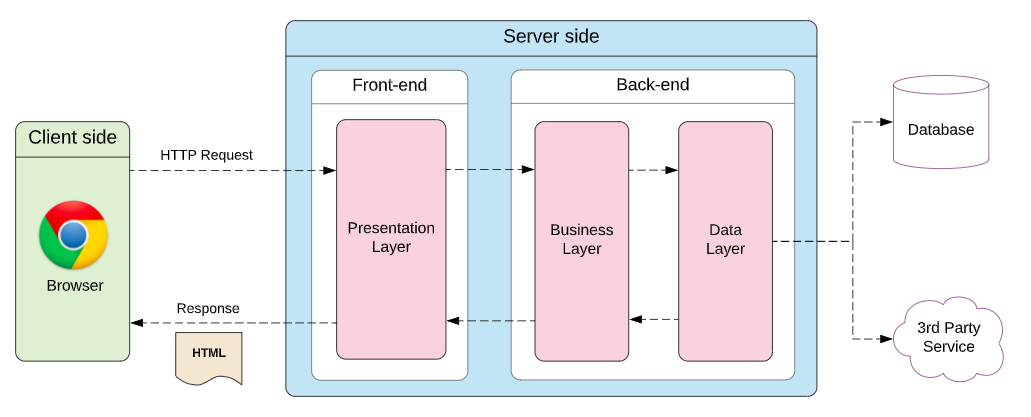 Server side
Front-end
Back-end
Client side
HTTP Request
Presentation
Layer
Business
Layer
Data
Layer
Database
Browser
Response
HTML
3rd Party
Service